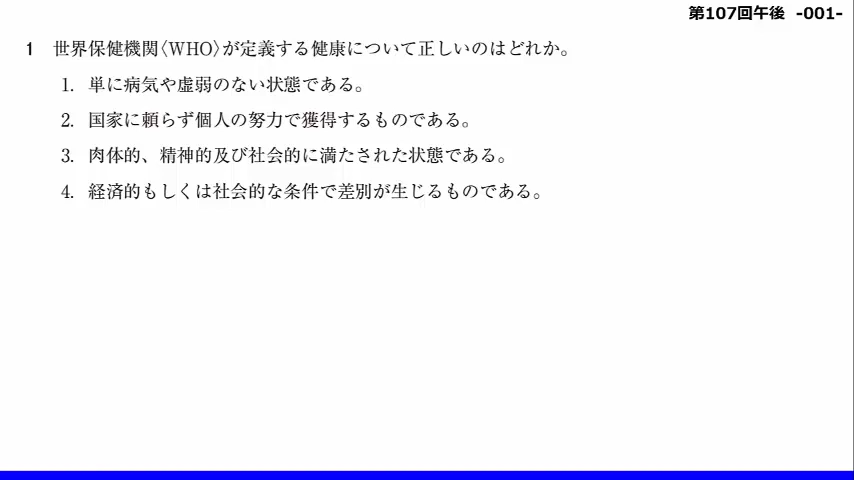 第107回午後 -001-
1 世界保健機関〈WHO〉が定義する健康について正しいのはどれか。
1. 単に病気や虚弱のない状態である。
2. 国家に頼らず個人の努力で獲得するものである。
3. 肉体的、精神的及び社会的に満たされた状態である。
4. 経済的もしくは社会的な条件で差別が生じるものである。